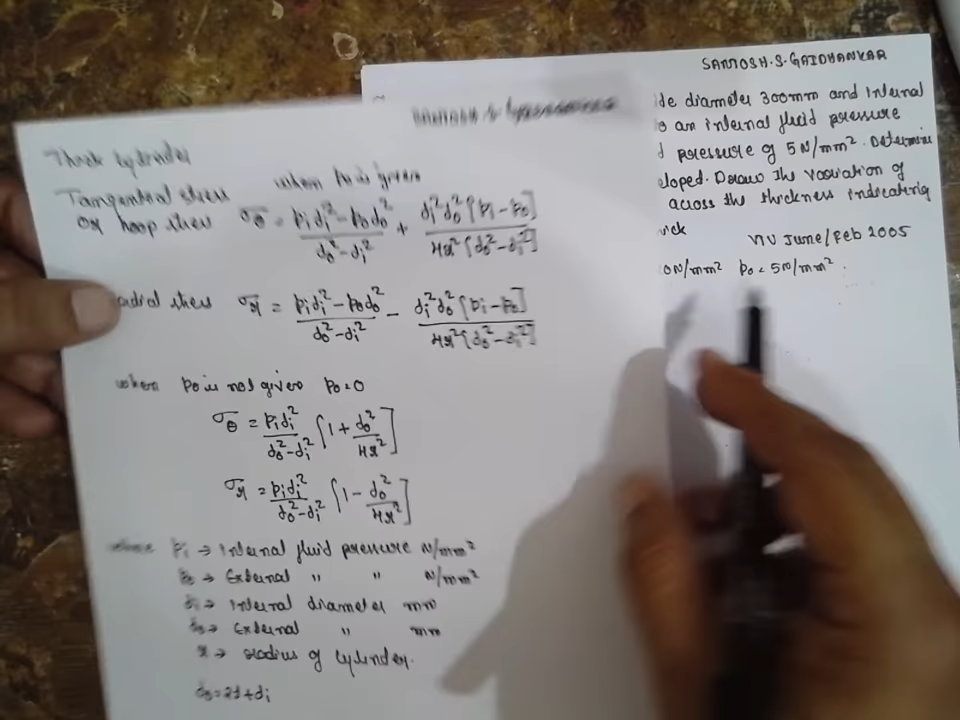 SANTOSH.S.GAIDHANKAR
de diameter 300mm and Internal
an internal fluid pressure
pressure of 5N/mm². Determine
eloped. Draw the variation of
across the thickness indicating
VTU June/Feb 2005
0N/mm² Po = 5N/mm².
Thick cylinder
Tangential stress when Po is given
or hoop stress σθ = (Pidi² - Podo²)/(do² - di²) + (di²do²[Pi - Po])/(4r²[do² - di²])
adial stress σr = (Pidi² - Podo²)/(do² - di²) - (di²do²[Pi - Po])/(4r²[do² - di²])
when Po is not given Po = 0
σθ = (Pidi²)/(do² - di²) [1 + do²/4r²]
σr = (Pidi²)/(do² - di²) [1 - do²/4r²]
where Pi → Internal fluid pressure N/mm²
Po → External " " N/mm²
di → Internal diameter mm
do → External " mm
r → radius of cylinder.
do = 2t + di